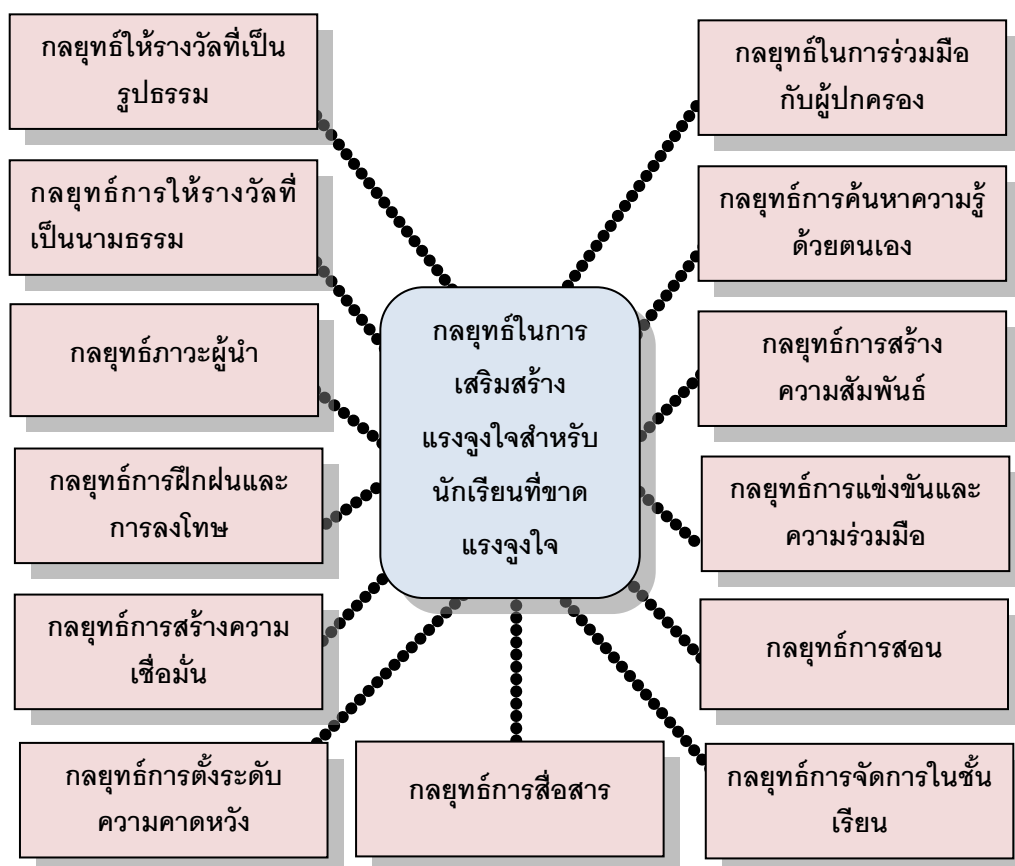 กลยุทธ์ให้รางวัลที่เป็น
รูปธรรม
กลยุทธ์การให้รางวัลที่
เป็นนามธรรม
กลยุทธ์ภาวะผู้นำ
กลยุทธ์การฝึกฝนและ
การลงโทษ
กลยุทธ์การสร้างความ
เชื่อมั่น
กลยุทธ์การตั้งระดับ
ความคาดหวัง
กลยุทธ์ในการ
เสริมสร้าง
แรงจูงใจสำหรับ
นักเรียนที่ขาด
แรงจูงใจ
กลยุทธ์การสื่อสาร
กลยุทธ์ในการร่วมมือ
กับผู้ปกครอง
กลยุทธ์การค้นหาความรู้
ด้วยตนเอง
กลยุทธ์การสร้าง
ความสัมพันธ์
กลยุทธ์การแข่งขันและ
ความร่วมมือ
กลยุทธ์การสอน
กลยุทธ์การจัดการในชั้น
เรียน